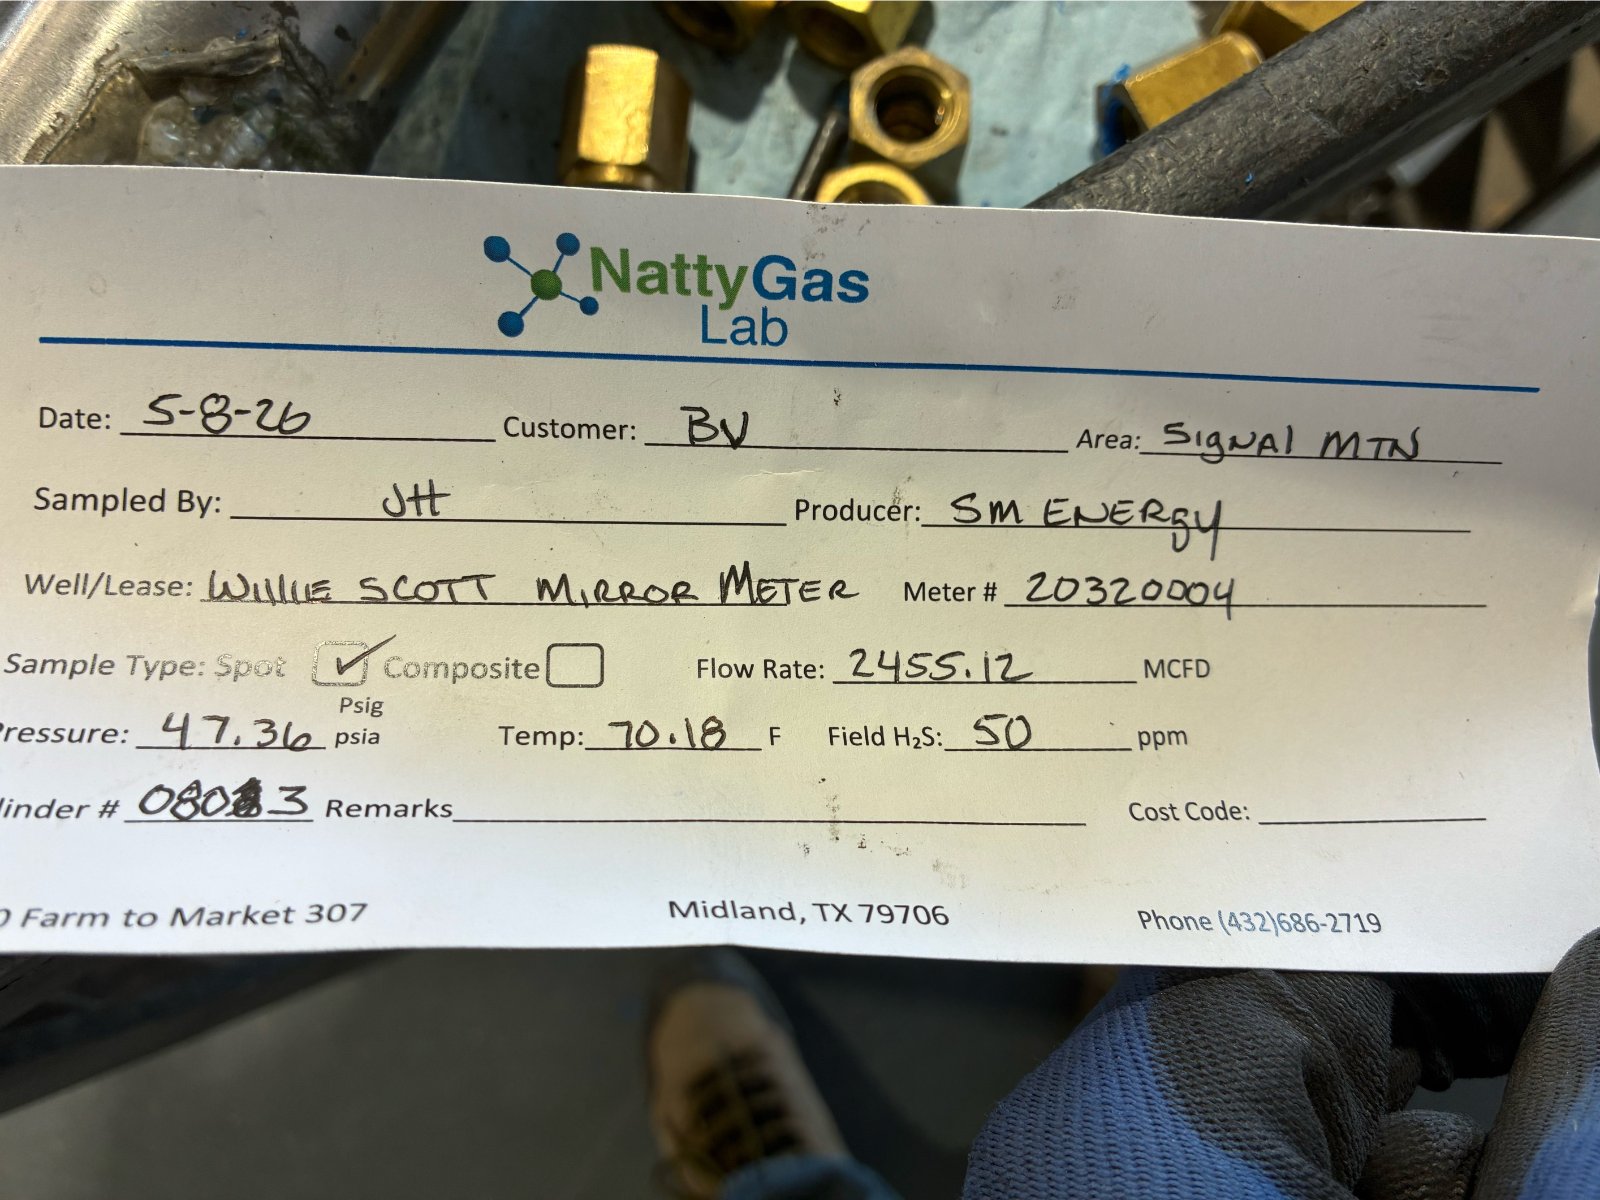 NattyGas
Lab
Date: 5-8-26 Customer: BV Area: Signal MTN
Sampled By: JH Producer: SM ENERGY
Well/Lease: WILLIE SCOTT MIRROR METER Meter # 20320004
Sample Type: Spot ✓ Composite Flow Rate: 2455.12 MCFD
Psig
ressure: 47.36 psia Temp: 70.18 F Field H₂S: 50 ppm
linder # Remarks Cost Code:
Farm to Market 307 Midland, TX 79706 Phone (432)686-2719